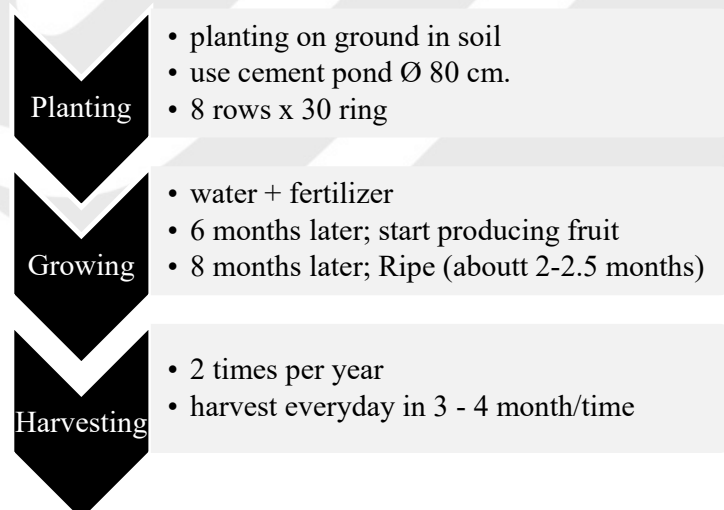 Planting
• planting on ground in soil
• use cement pond Ø 80 cm.
• 8 rows x 30 ring
Growing
• water + fertilizer
• 6 months later; start producing fruit
• 8 months later; Ripe (aboutt 2-2.5 months)
Harvesting
• 2 times per year
• harvest everyday in 3 - 4 month/time